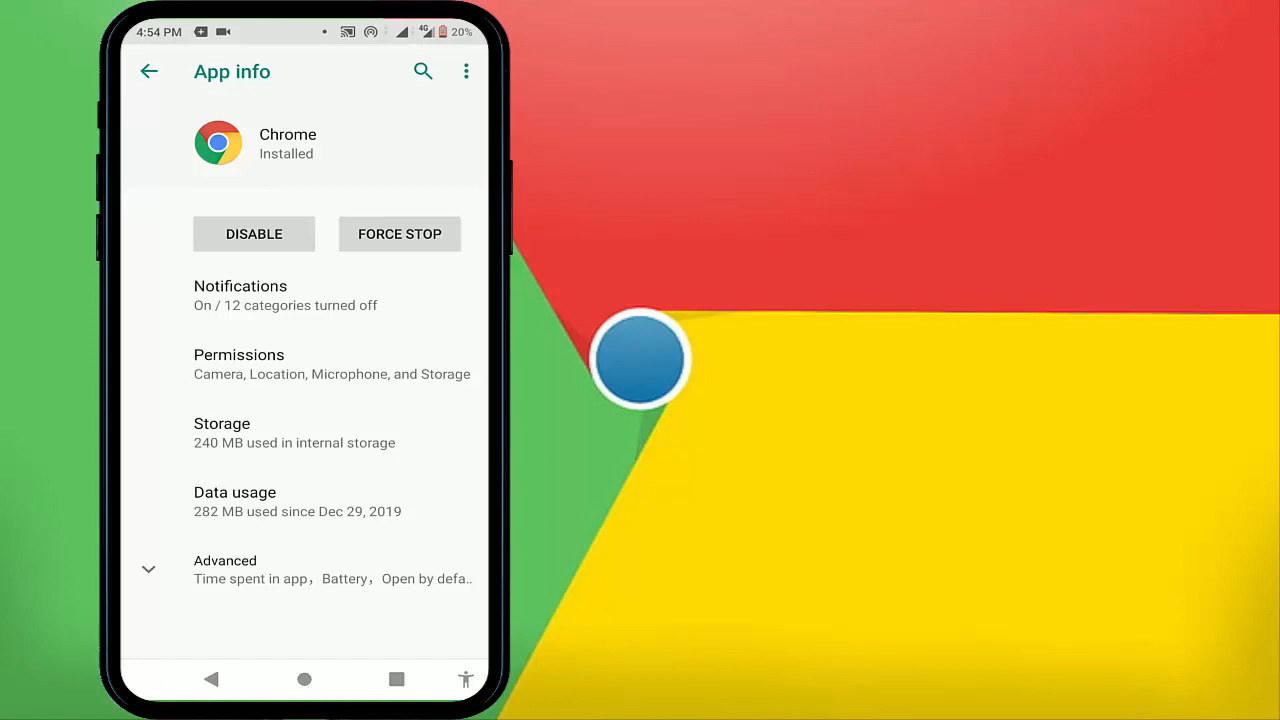 4:54 PM 4G 20%
App info
Chrome
Installed
DISABLE FORCE STOP
Notifications
On / 12 categories turned off
Permissions
Camera, Location, Microphone, and Storage
Storage
240 MB used in internal storage
Data usage
282 MB used since Dec 29, 2019
Advanced
Time spent in app, Battery, Open by defa..